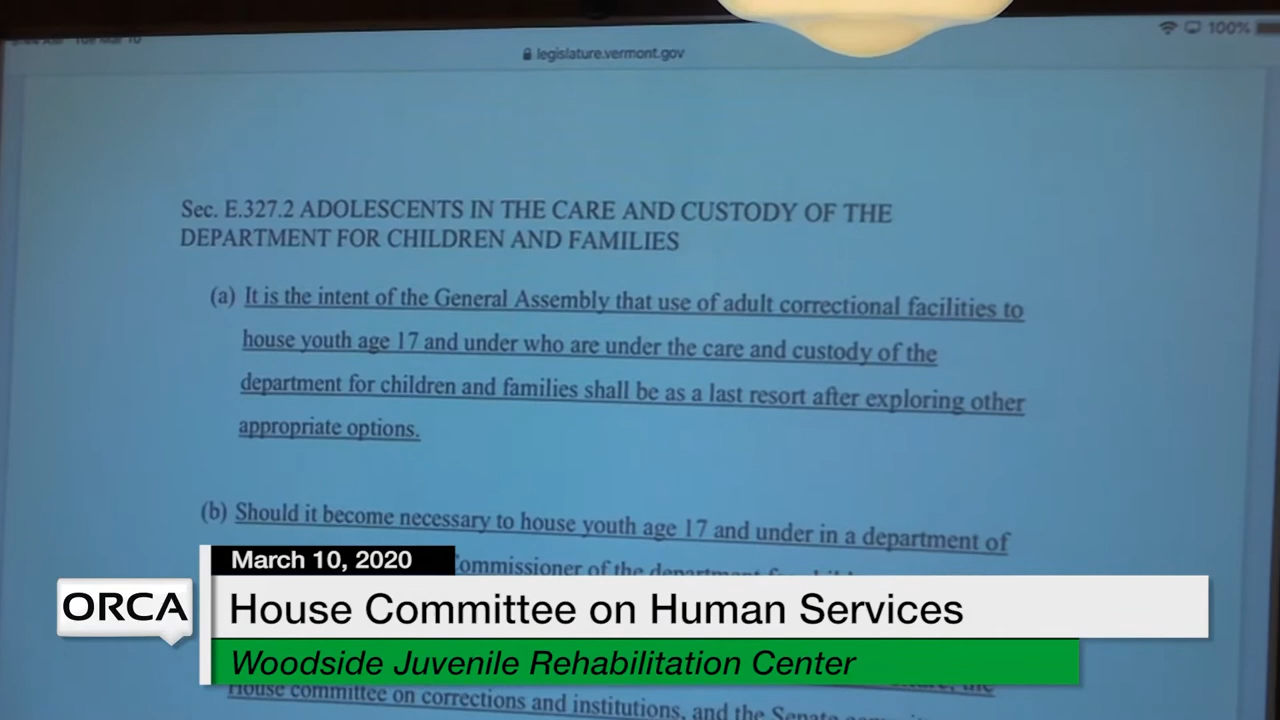 Tue Mar 10
100%
legislature.vermont.gov
Sec. E.327.2 ADOLESCENTS IN THE CARE AND CUSTODY OF THE
DEPARTMENT FOR CHILDREN AND FAMILIES
(a) It is the intent of the General Assembly that use of adult correctional facilities to
house youth age 17 and under who are under the care and custody of the
department for children and families shall be as a last resort after exploring other
appropriate options.
(b) Should it become necessary to house youth age 17 and under in a department of
Commissioner of the department
March 10, 2020
ORCA
House Committee on Human Services
Woodside Juvenile Rehabilitation Center
House committee on corrections and institutions, and the Senate